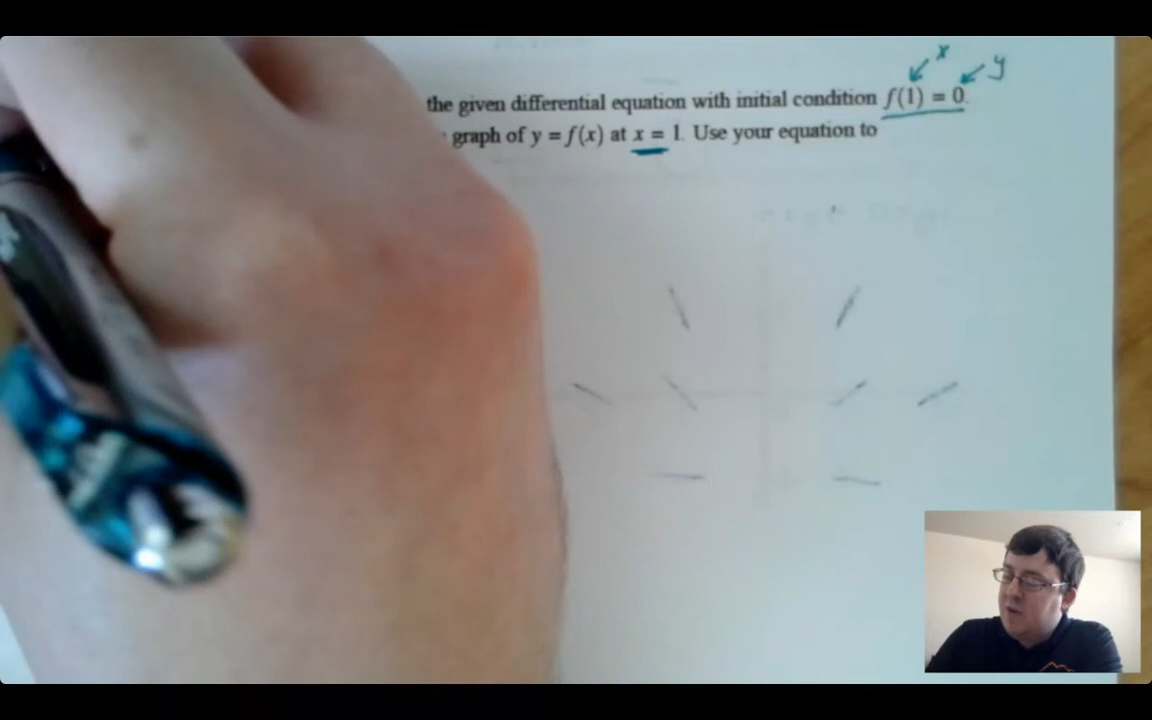 x
y
the given differential equation with initial condition f(1) = 0.
graph of y = f(x) at x = 1. Use your equation to